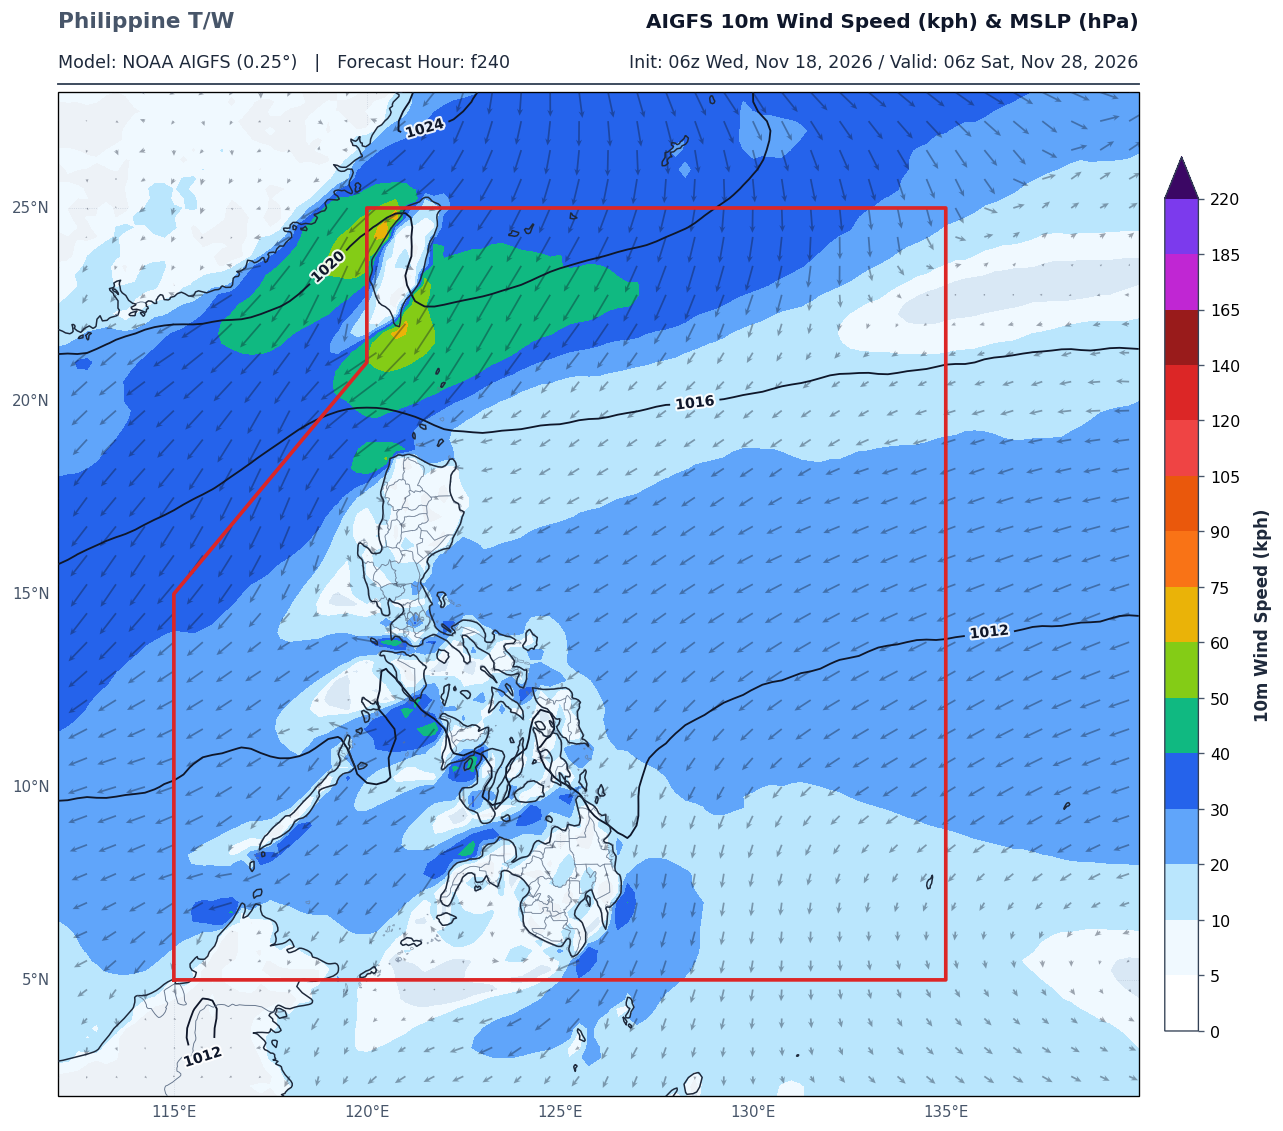 Philippine T/W
AIGFS 10m Wind Speed (kph) & MSLP (hPa)
Model: NOAA AIGFS (0.25°)   |   Forecast Hour: f240
Init: 06z Wed, Nov 18, 2026 / Valid: 06z Sat, Nov 28, 2026
1024
1020
1016
1012
1012
25°N
20°N
15°N
10°N
5°N
115°E
120°E
125°E
130°E
135°E
220
185
165
140
120
105
90
75
60
50
40
30
20
10
5
0
10m Wind Speed (kph)